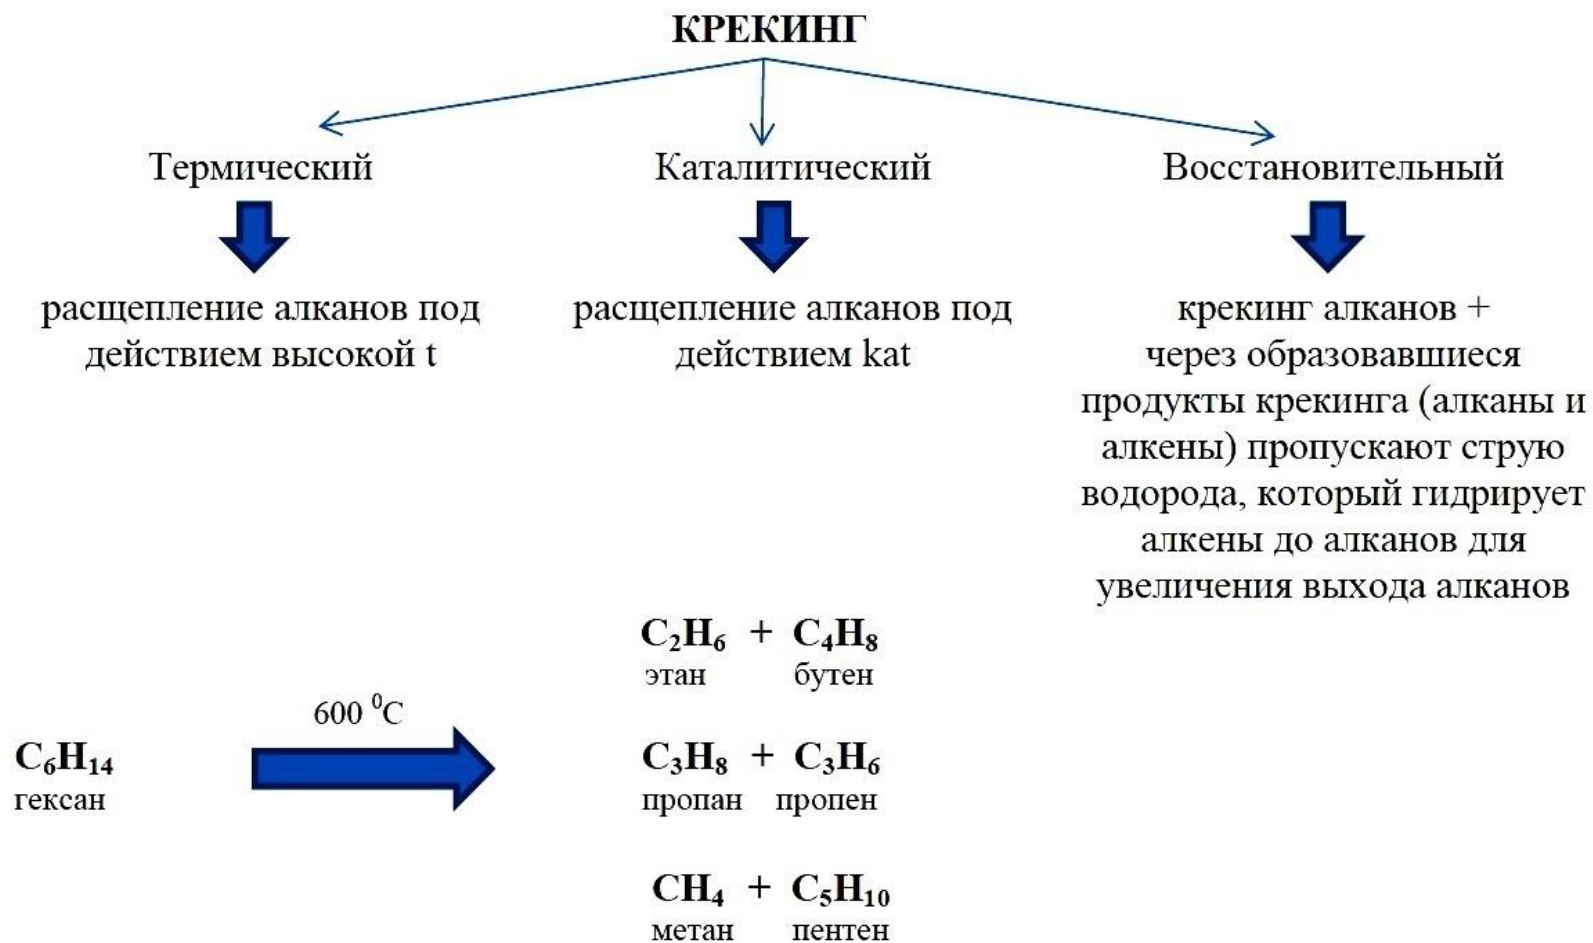 КРЕКИНГ
Термический
Каталитический
Восстановительный
расщепление алканов под
действием высокой t
расщепление алканов под
действием kat
крекинг алканов +
через образовавшиеся
продукты крекинга (алканы и
алкены) пропускают струю
водорода, который гидрирует
алкены до алканов для
увеличения выхода алканов
C₆H₁₄
гексан
600 ⁰C
C₂H₆ + C₄H₈
этан бутен
C₃H₈ + C₃H₆
пропан пропен
CH₄ + C₅H₁₀
метан пентен